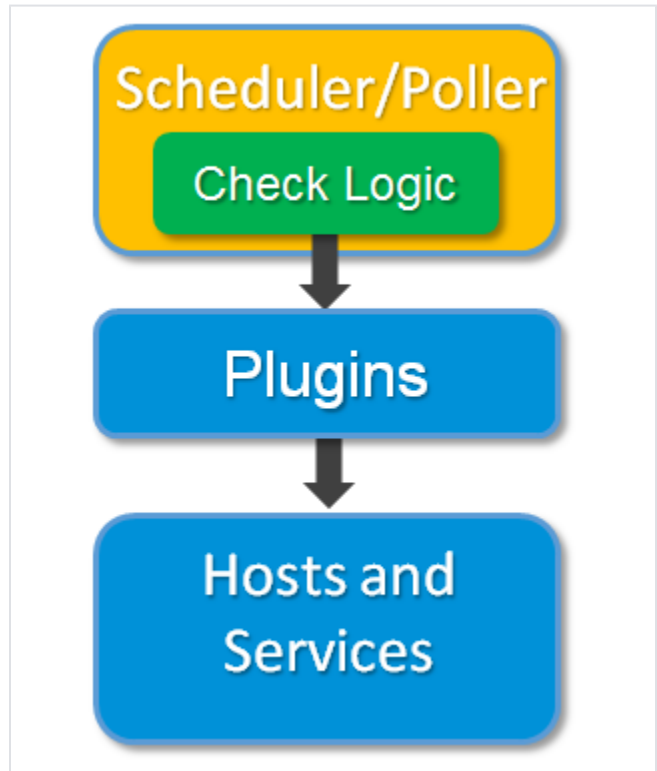 Scheduler/Poller
Check Logic
Plugins
Hosts and
Services